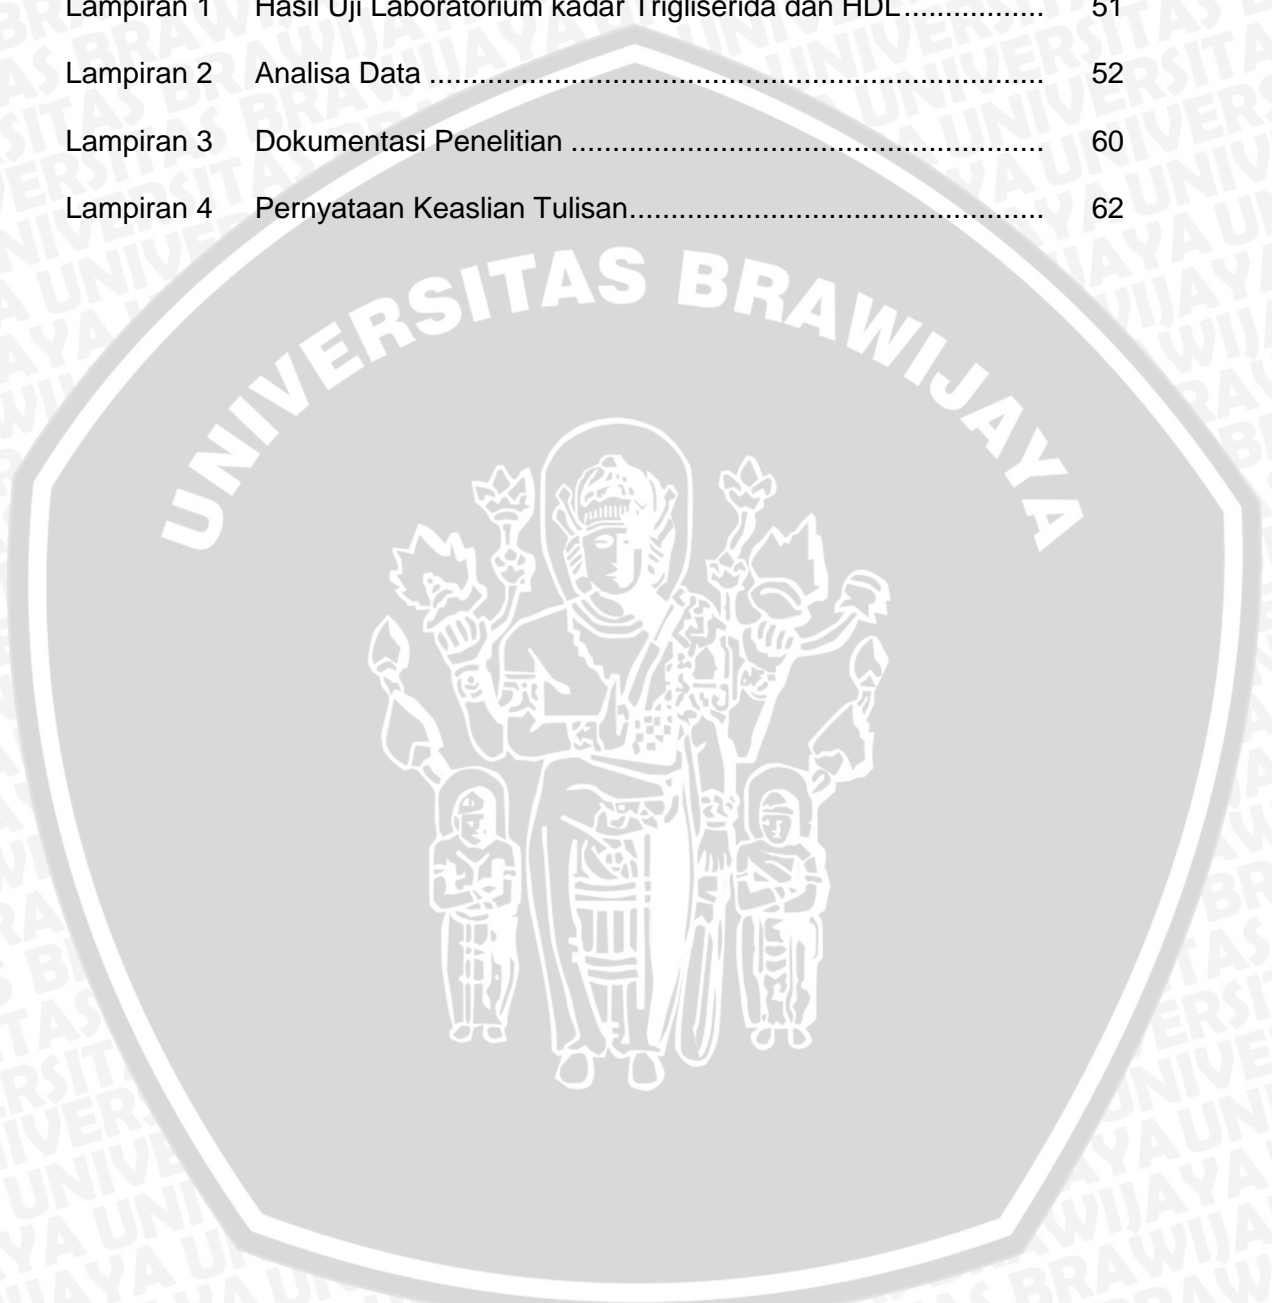 Lampiran 1 Hasil Uji Laboratorium kadar Trigliserida dan HDL................. 51
Lampiran 2 Analisa Data .......................................................................... 52
Lampiran 3 Dokumentasi Penelitian ......................................................... 60
Lampiran 4 Pernyataan Keaslian Tulisan.................................................. 62
UNIVERSITAS BRAWIJAYA